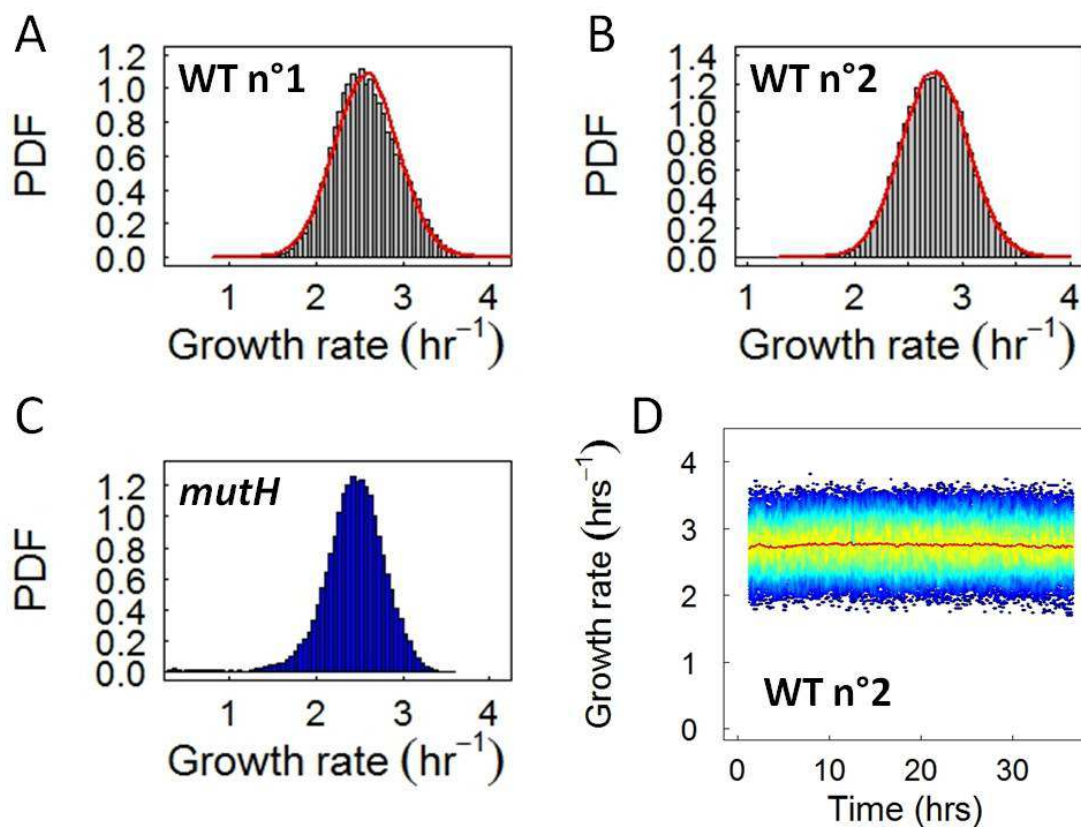 A
WT n°1
PDF
1.2
1.0
0.8
0.6
0.4
0.2
0.0
1 2 3 4
Growth rate (hr⁻¹)
B
WT n°2
PDF
1.4
1.2
1.0
0.8
0.6
0.4
0.2
0.0
1 2 3 4
Growth rate (hr⁻¹)
C
mutH
PDF
1.2
1.0
0.8
0.6
0.4
0.2
0.0
1 2 3 4
Growth rate (hr⁻¹)
D
Growth rate (hrs⁻¹)
4
3
2
1
0
WT n°2
0 10 20 30
Time (hrs)